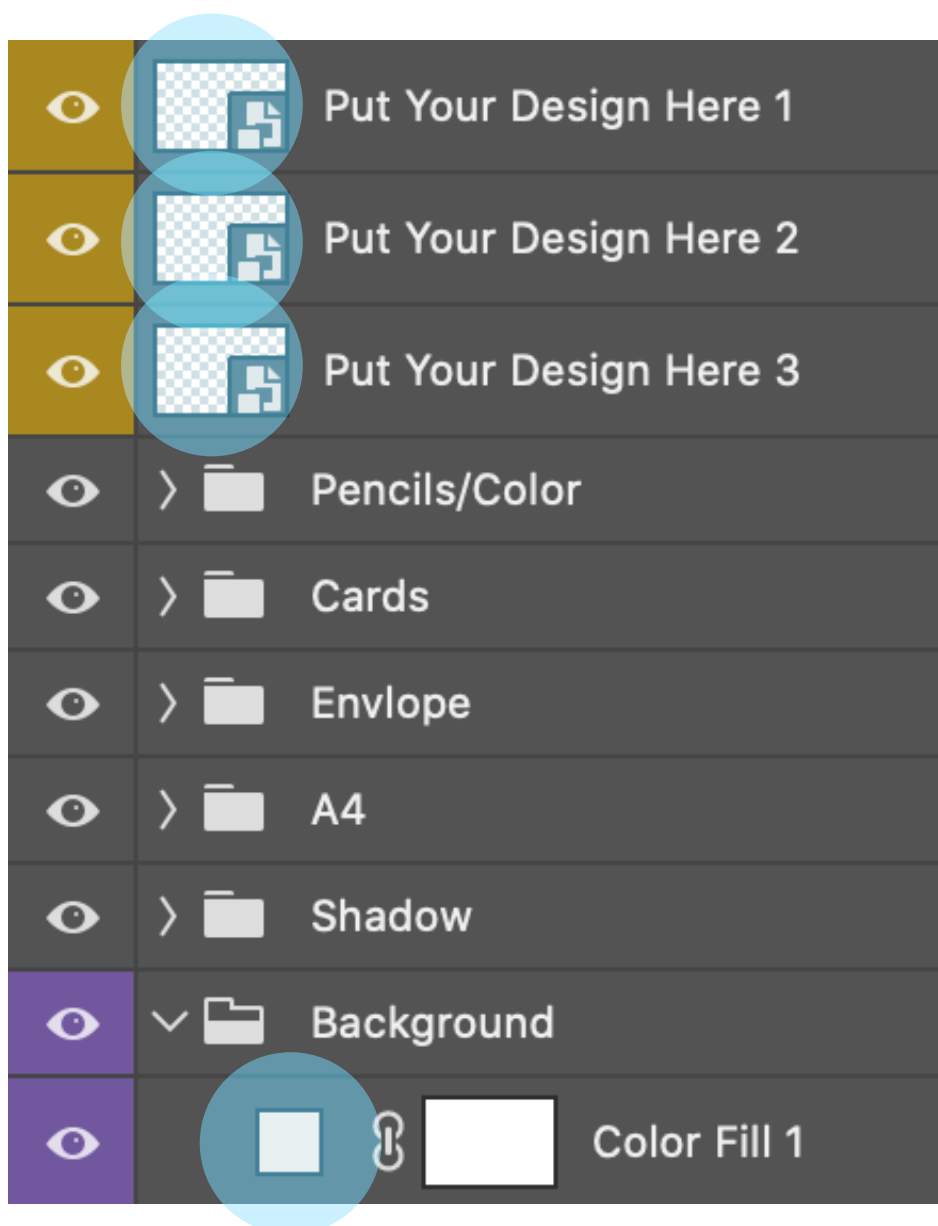 Put Your Design Here 1
Put Your Design Here 2
Put Your Design Here 3
Pencils/Color
Cards
Envlope
A4
Shadow
Background
Color Fill 1